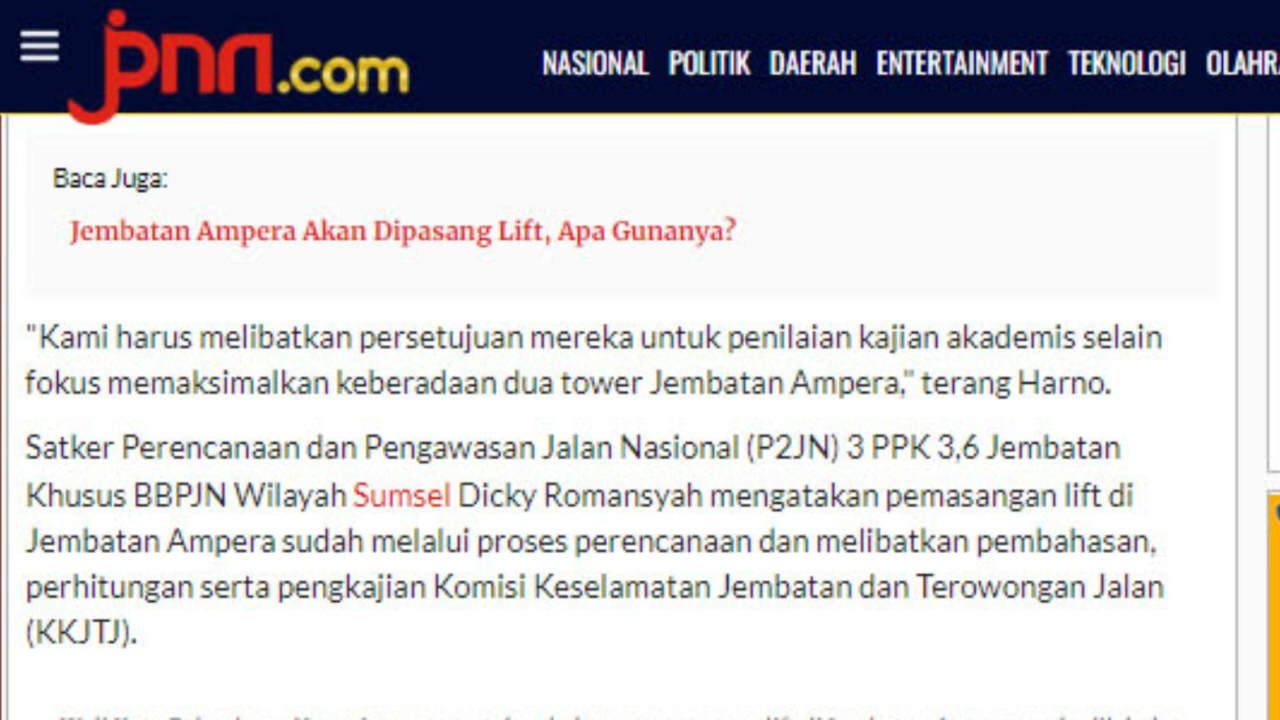 jpnn.com
NASIONAL POLITIK DAERAH ENTERTAINMENT TEKNOLOGI
Baca Juga:
Jembatan Ampera Akan Dipasang Lift, Apa Gunanya?
"Kami harus melibatkan persetujuan mereka untuk penilaian kajian akademis selain
fokus memaksimalkan keberadaan dua tower Jembatan Ampera," terang Harno.
Satker Perencanaan dan Pengawasan Jalan Nasional (P2JN) 3 PPK 3,6 Jembatan
Khusus BBPJN Wilayah Sumsel Dicky Romansyah mengatakan pemasangan lift di
Jembatan Ampera sudah melalui proses perencanaan dan melibatkan pembahasan,
perhitungan serta pengkajian Komisi Keselamatan Jembatan dan Terowongan Jalan
(KKJTJ).